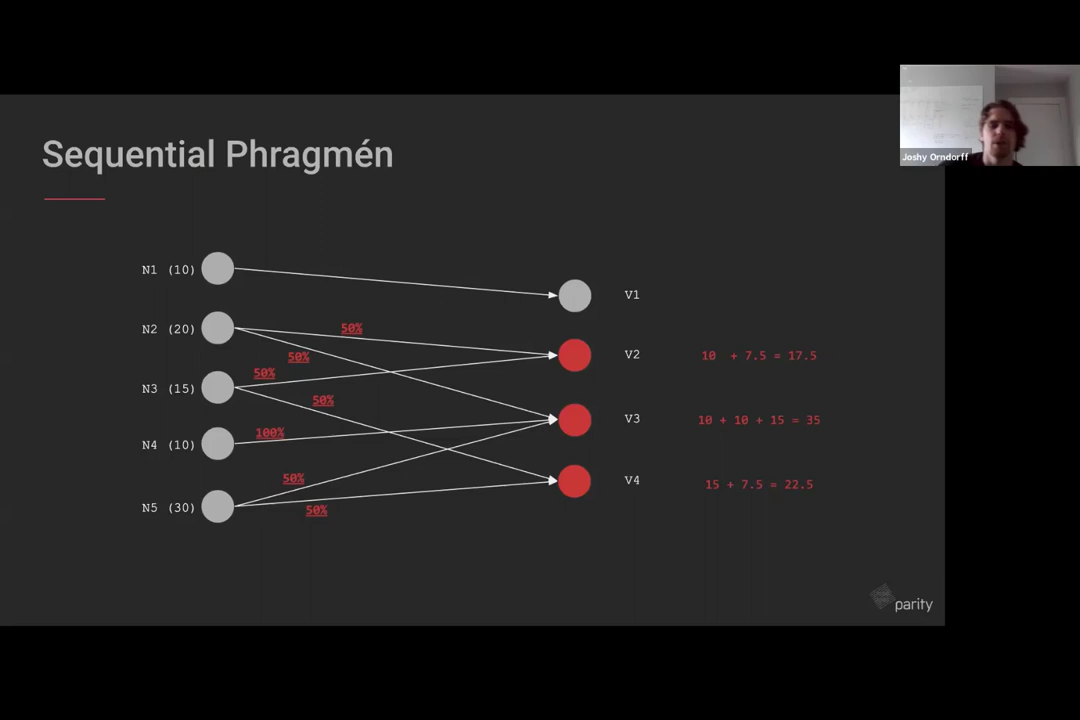 Joshy Orndorff
Sequential Phragmén
N1 (10)
V1
N2 (20)
50%
V2
10 + 7.5 = 17.5
50%
50%
N3 (15)
50%
V3
10 + 10 + 15 = 35
100%
N4 (10)
50%
V4
15 + 7.5 = 22.5
N5 (30)
50%
parity